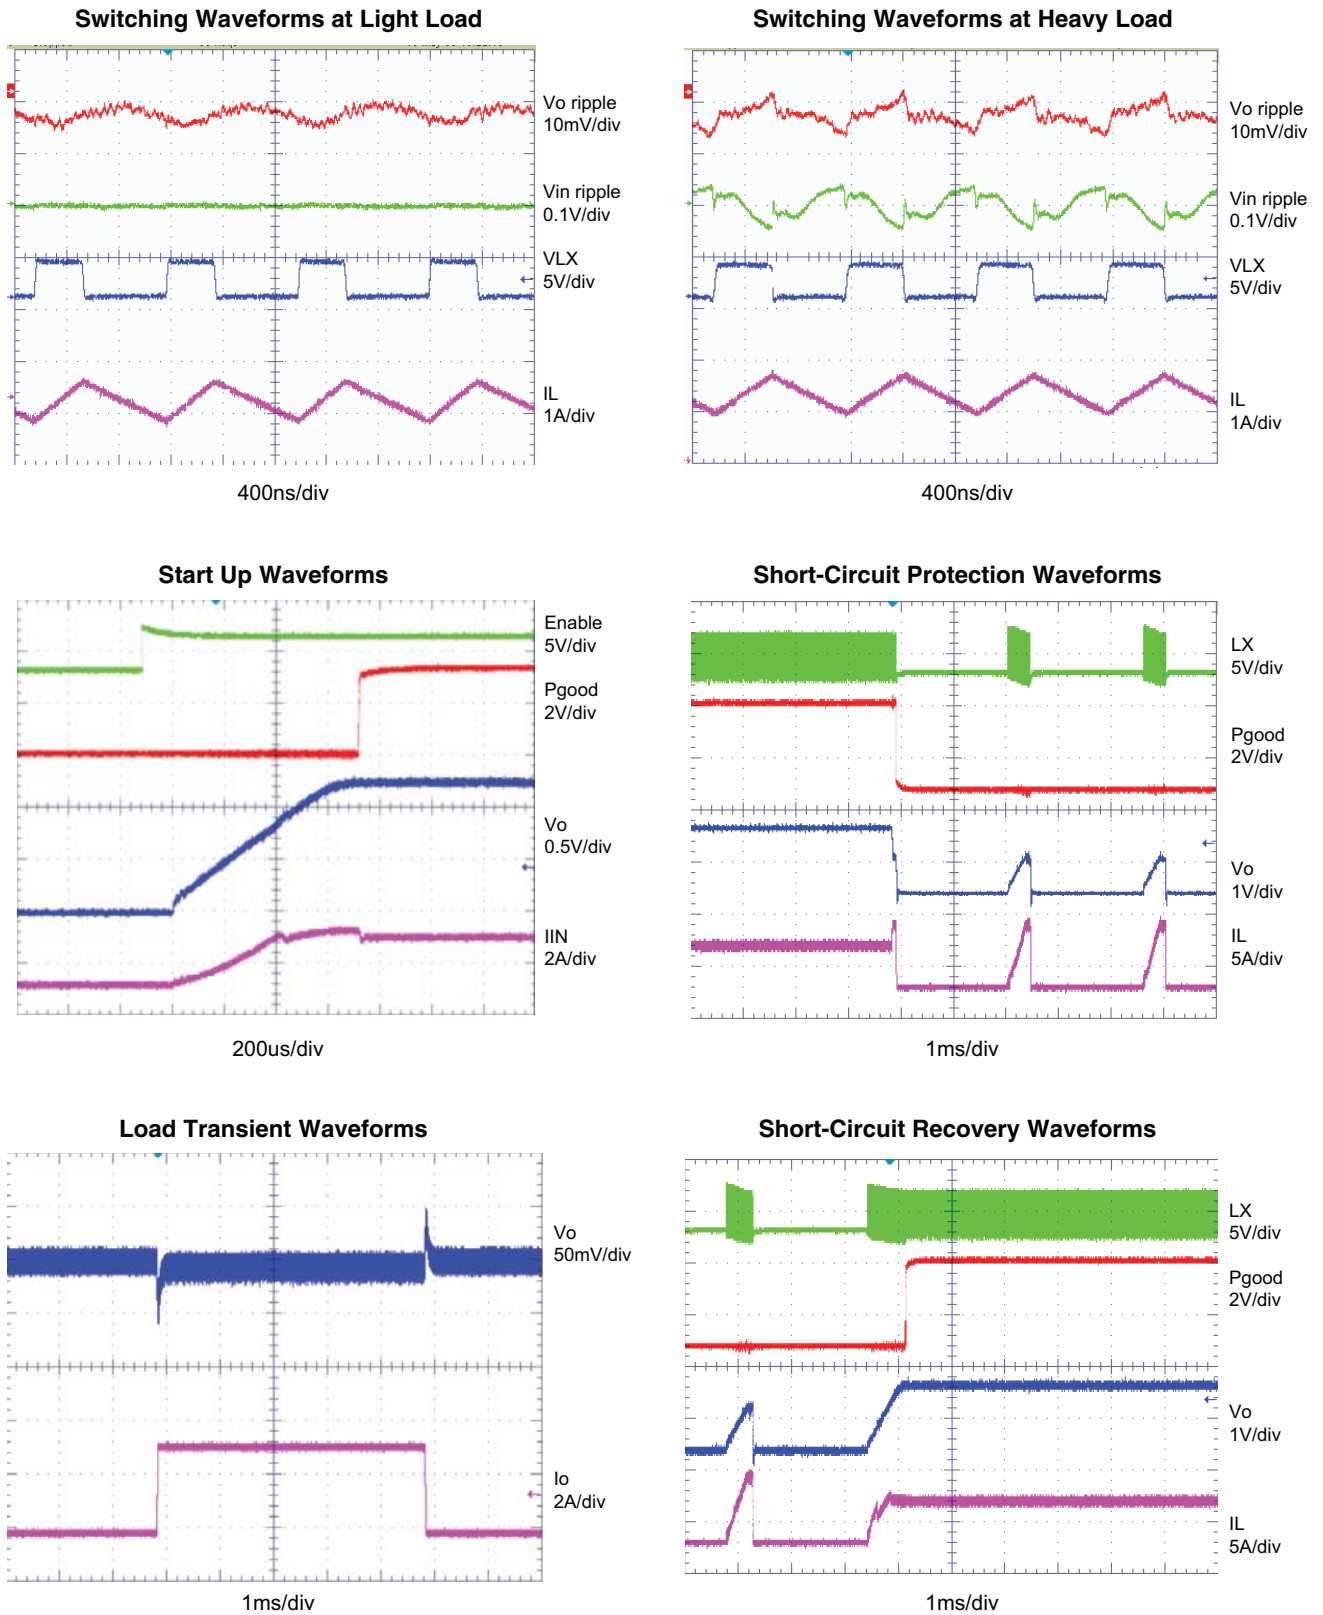 Switching Waveforms at Light Load
Vo ripple
10mV/div
Vin ripple
0.1V/div
VLX
5V/div
IL
1A/div
400ns/div
Switching Waveforms at Heavy Load
Vo ripple
10mV/div
Vin ripple
0.1V/div
VLX
5V/div
IL
1A/div
400ns/div
Start Up Waveforms
Enable
5V/div
Pgood
2V/div
Vo
0.5V/div
IIN
2A/div
200us/div
Short-Circuit Protection Waveforms
LX
5V/div
Pgood
2V/div
Vo
1V/div
IL
5A/div
1ms/div
Load Transient Waveforms
Vo
50mV/div
Io
2A/div
1ms/div
Short-Circuit Recovery Waveforms
LX
5V/div
Pgood
2V/div
Vo
1V/div
IL
5A/div
1ms/div